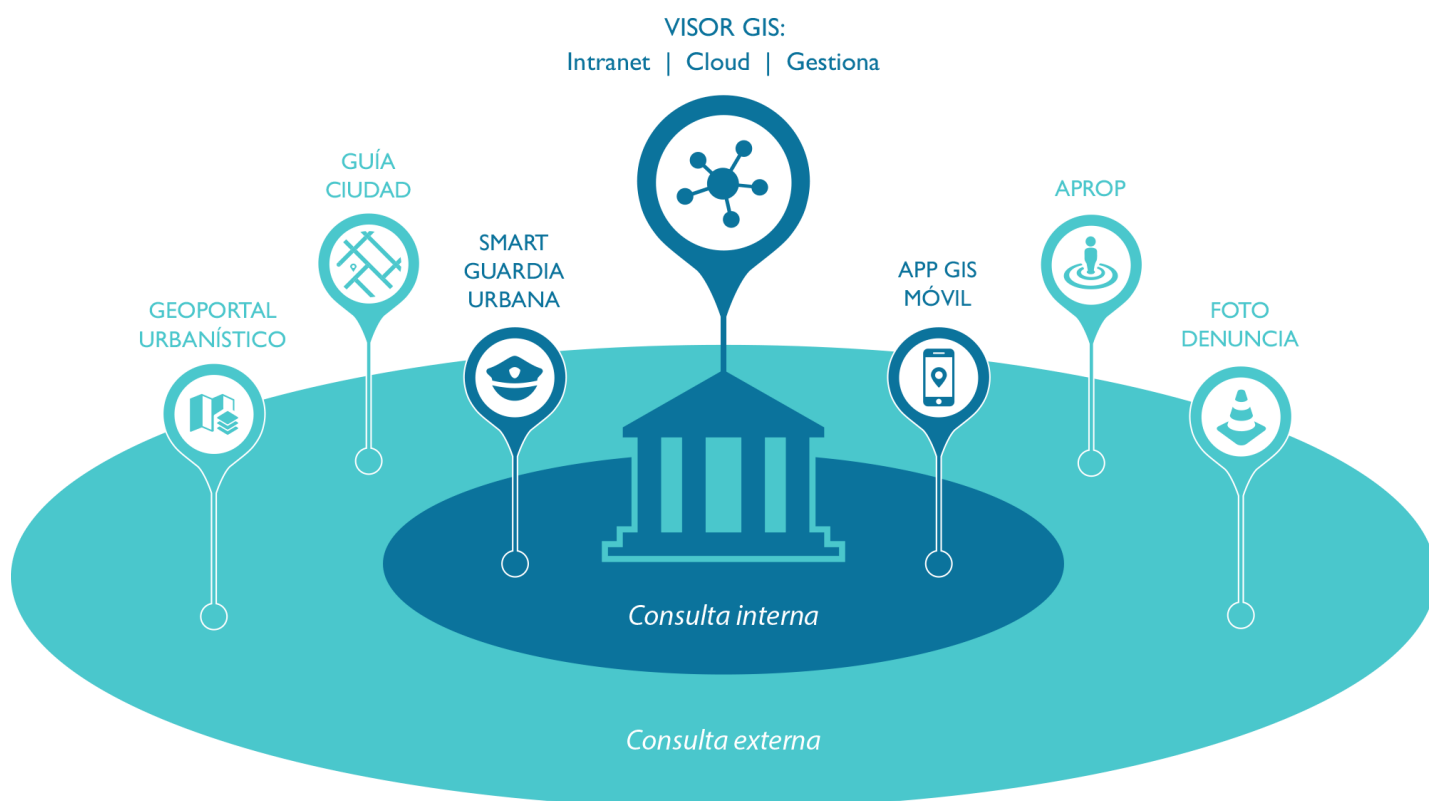 VISOR GIS:
Intranet | Cloud | Gestiona
GUÍA
CIUDAD
APROP
SMART
GUARDIA
URBANA
APP GIS
MÓVIL
GEOPORTAL
URBANÍSTICO
FOTO
DENUNCIA
Consulta interna
Consulta externa